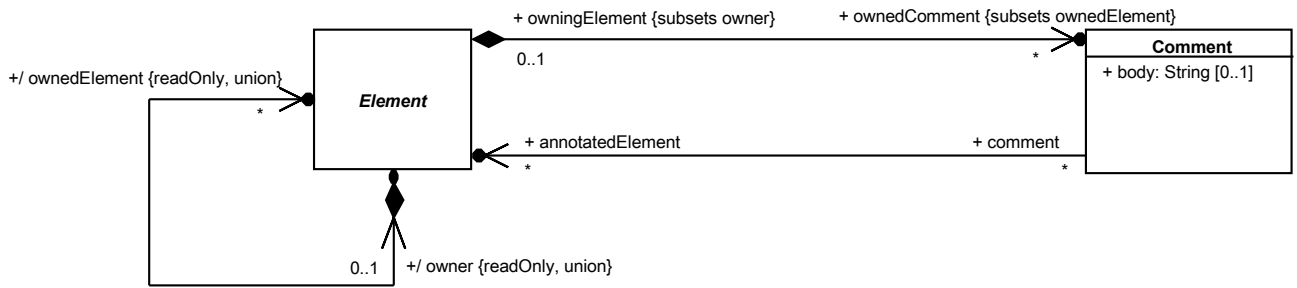 + owningElement {subsets owner}
+ ownedComment {subsets ownedElement}
0..1
*
Comment
+ body: String [0..1]
+/ ownedElement {readOnly, union}
*
Element
+ annotatedElement
*
+ comment
*
0..1
+/ owner {readOnly, union}